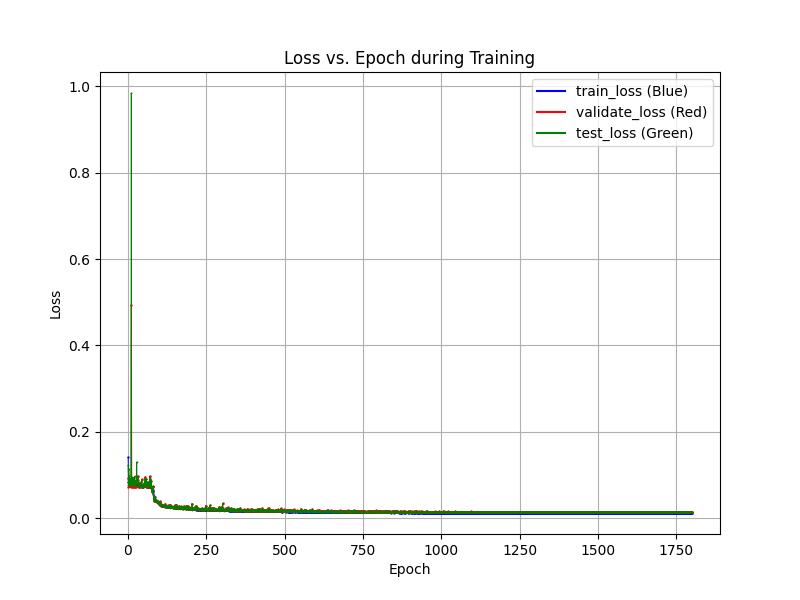 Loss vs. Epoch during Training
train_loss (Blue)
validate_loss (Red)
test_loss (Green)
1.0
0.8
0.6
0.4
0.2
0.0
Loss
0
250
500
750
1000
1250
1500
1750
Epoch